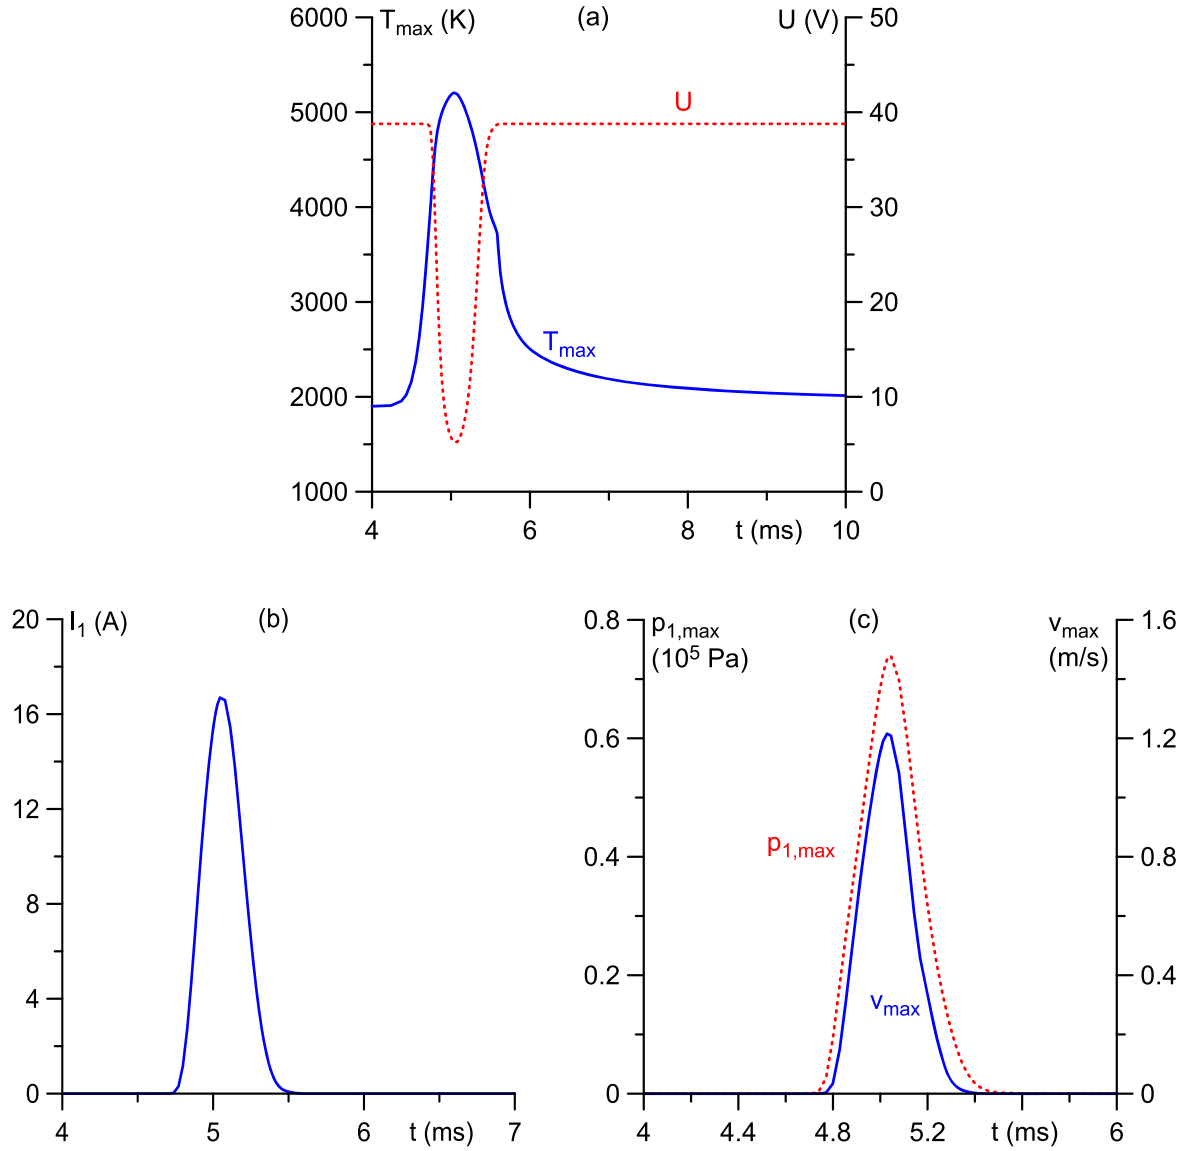 6000 T_max (K) (a) U (V) 50
5000 U 40
4000 30
3000 20
T_max
2000 10
1000 0
4 6 8 t (ms) 10
20 I_1 (A) (b)
16
12
8
4
0
4 5 6 t (ms) 7
0.8 p_1,max (c) v_max 1.6
(10^5 Pa) (m/s)
0.6 1.2
p_1,max
0.4 0.8
0.2 v_max 0.4
0 0
4 4.4 4.8 5.2 t (ms) 6